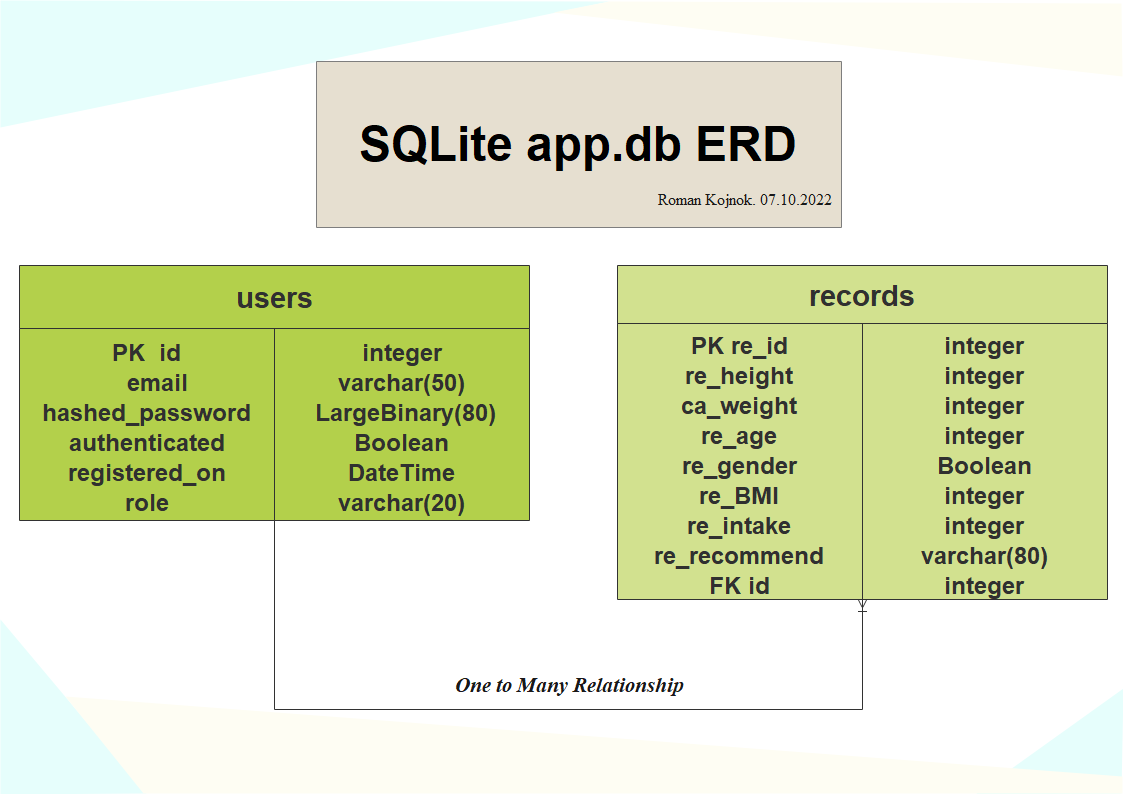 SQLite app.db ERD
Roman Kojnok. 07.10.2022
users
PK id integer
email varchar(50)
hashed_password LargeBinary(80)
authenticated Boolean
registered_on DateTime
role varchar(20)
records
PK re_id integer
re_height integer
ca_weight integer
re_age integer
re_gender Boolean
re_BMI integer
re_intake integer
re_recommend varchar(80)
FK id integer
One to Many Relationship